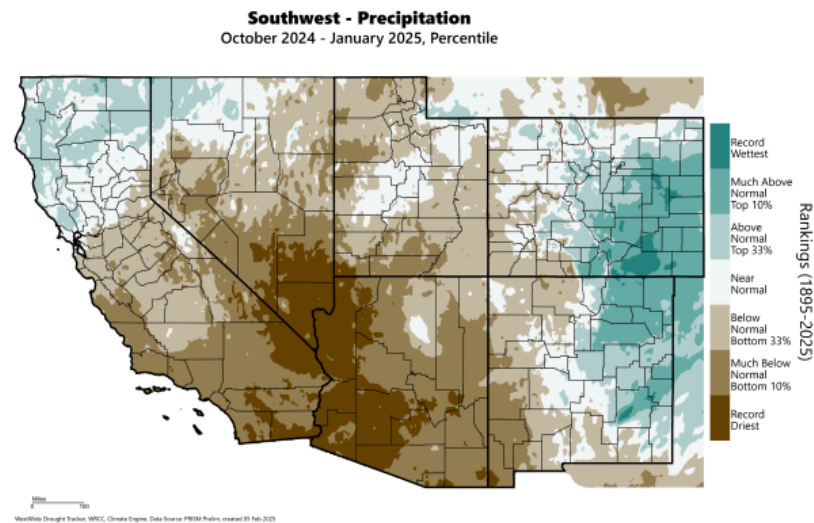 Southwest - Precipitation
October 2024 - January 2025, Percentile
Record
Wettest
Much Above
Normal
Top 10%
Above
Normal
Top 33%
Near
Normal
Below
Normal
Bottom 33%
Much Below
Normal
Bottom 10%
Record
Driest
Rankings (1895-2025)
Miles
0 100
WestWide Drought Tracker, WRCC, Climate Engine, Data Source: PRISM Prelim, created 05 Feb 2025